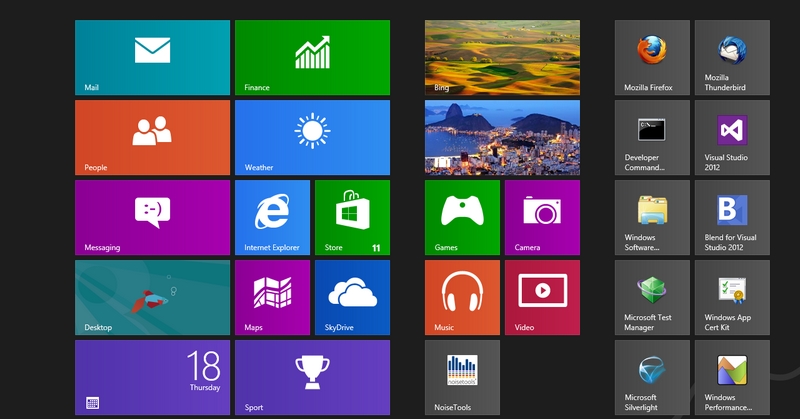 Mail
Finance
Bing
Mozilla Firefox
Mozilla
Thunderbird
People
Weather
C:\_
Developer
Command...
Visual Studio
2012
:-)
Messaging
Internet Explorer
Store
11
Games
Camera
Windows
Software...
B
Blend for Visual
Studio 2012
Desktop
Maps
SkyDrive
Music
Video
Microsoft Test
Manager
Windows App
Cert Kit
18
Thursday
Sport
noisetools
NoiseTools
Microsoft
Silverlight
Windows
Performance...